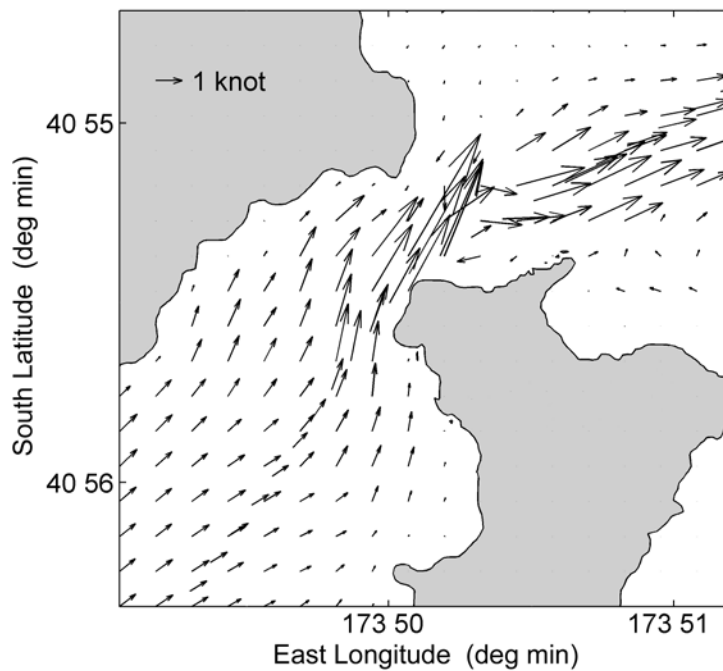 1 knot
40 55
40 56
South Latitude (deg min)
173 50
173 51
East Longitude (deg min)